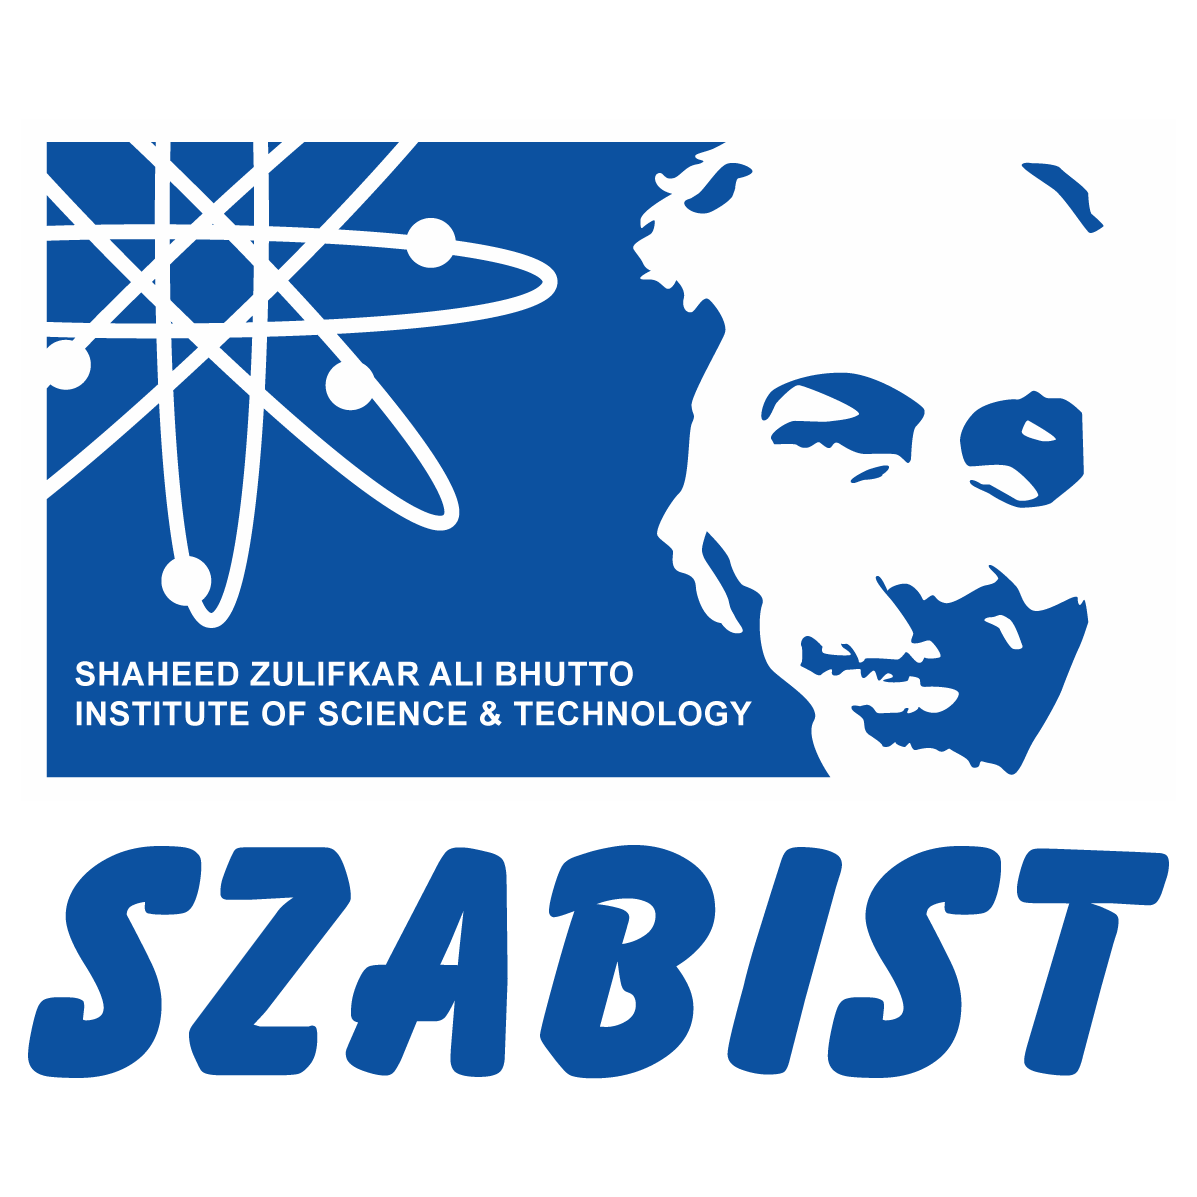 SHAHEED ZULIFKAR ALI BHUTTO
INSTITUTE OF SCIENCE & TECHNOLOGY
SZABIST